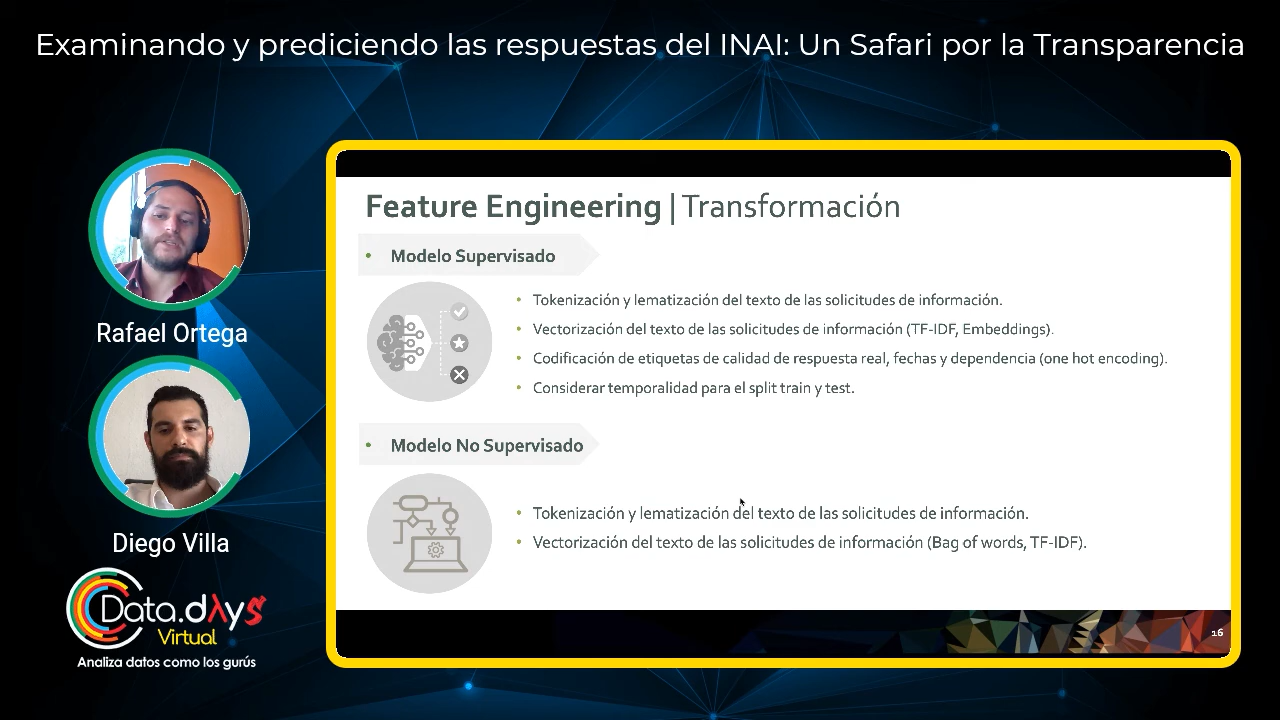 Examinando y prediciendo las respuestas del INAI: Un Safari por la Transparencia
Rafael Ortega
Diego Villa
Data.dAys
Virtual
Analiza datos como los gurús
Feature Engineering | Transformación
• Modelo Supervisado
• Tokenización y lematización del texto de las solicitudes de información.
• Vectorización del texto de las solicitudes de información (TF-IDF, Embeddings).
• Codificación de etiquetas de calidad de respuesta real, fechas y dependencia (one hot encoding).
• Considerar temporalidad para el split train y test.
• Modelo No Supervisado
• Tokenización y lematización del texto de las solicitudes de información.
• Vectorización del texto de las solicitudes de información (Bag of words, TF-IDF).
16